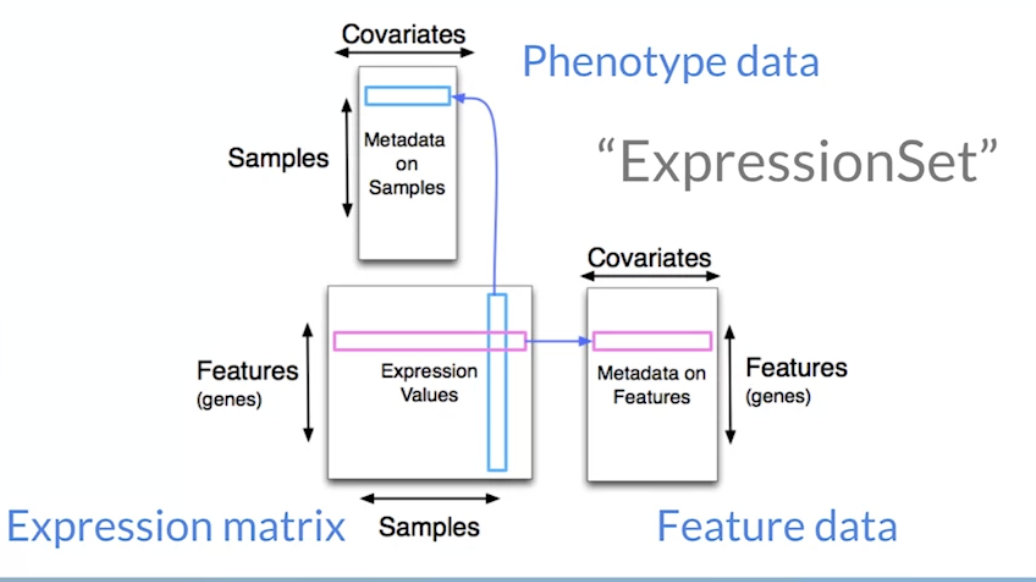 Covariates
Phenotype data
Samples
Metadata
on
Samples
“ExpressionSet”
Covariates
Features
(genes)
Expression
Values
Metadata on
Features
Features
(genes)
Expression matrix
Samples
Feature data